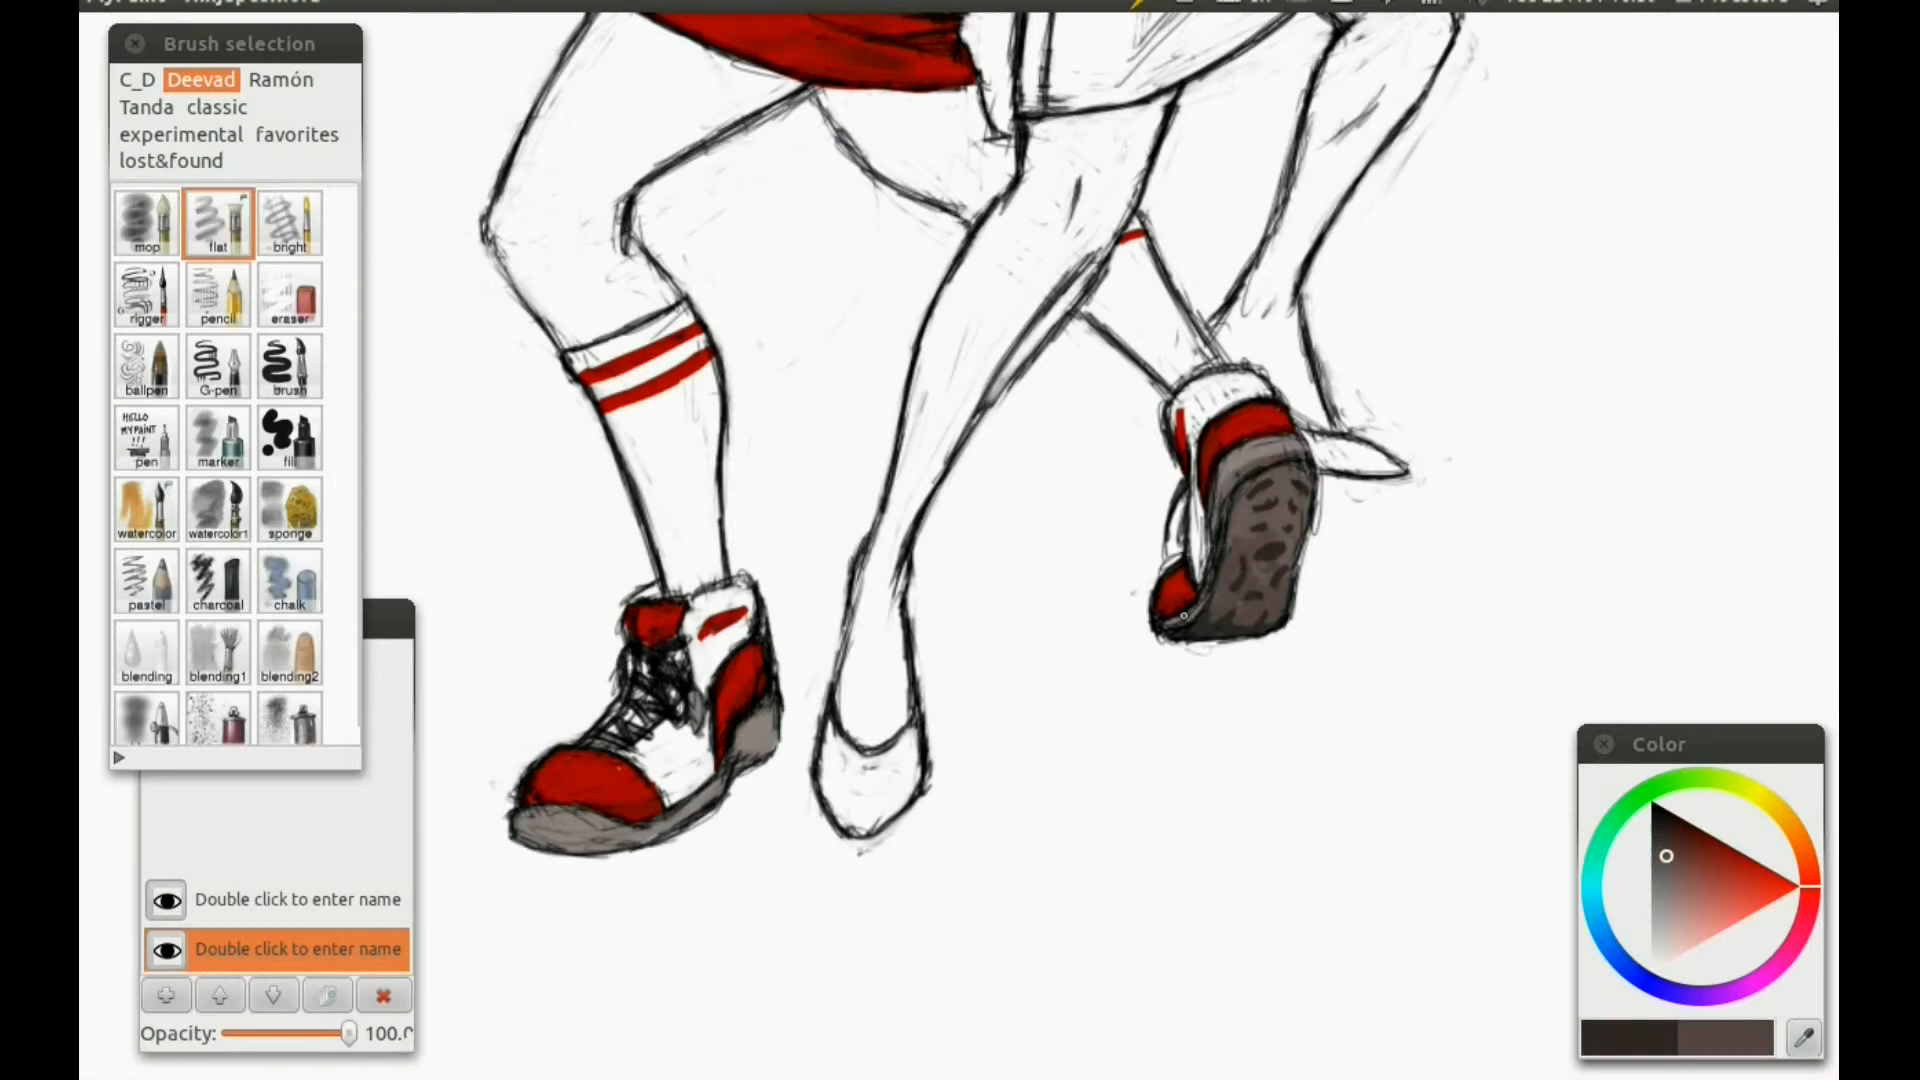 Brush selection
C_D Deevad Ramón
Tanda classic
experimental favorites
lost&found
mop flat bright
rigger pencil eraser
ballpen G-pen brush
HELLO
MYPAINT
!!!
pen marker fill
watercolor watercolor1 sponge
pastel charcoal chalk
blending blending1 blending2
Double click to enter name
Double click to enter name
Opacity: 100.0
Color